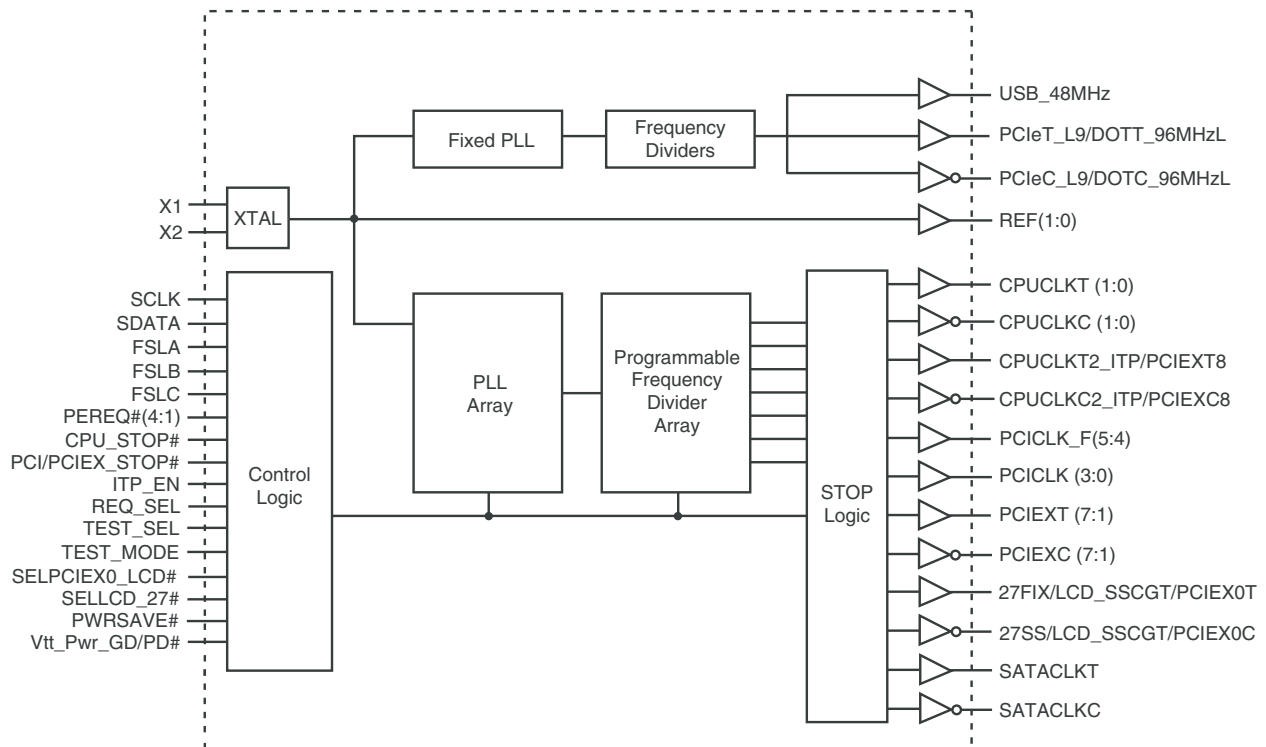 USB_48MHz
Fixed PLL
Frequency
Dividers
PCIeT_L9/DOTT_96MHzL
PCIeC_L9/DOTC_96MHzL
X1
X2
XTAL
REF(1:0)
SCLK
SDATA
FSLA
FSLB
FSLC
PEREQ#(4:1)
CPU_STOP#
PCI/PCIEX_STOP#
ITP_EN
REQ_SEL
TEST_SEL
TEST_MODE
SELPCIEX0_LCD#
SELLCD_27#
PWRSAVE#
Vtt_Pwr_GD/PD#
Control
Logic
PLL
Array
Programmable
Frequency
Divider
Array
STOP
Logic
CPUCLKT (1:0)
CPUCLKC (1:0)
CPUCLKT2_ITP/PCIEXT8
CPUCLKC2_ITP/PCIEXC8
PCICLK_F(5:4)
PCICLK (3:0)
PCIEXT (7:1)
PCIEXC (7:1)
27FIX/LCD_SSCGT/PCIEX0T
27SS/LCD_SSCGT/PCIEX0C
SATACLKT
SATACLKC